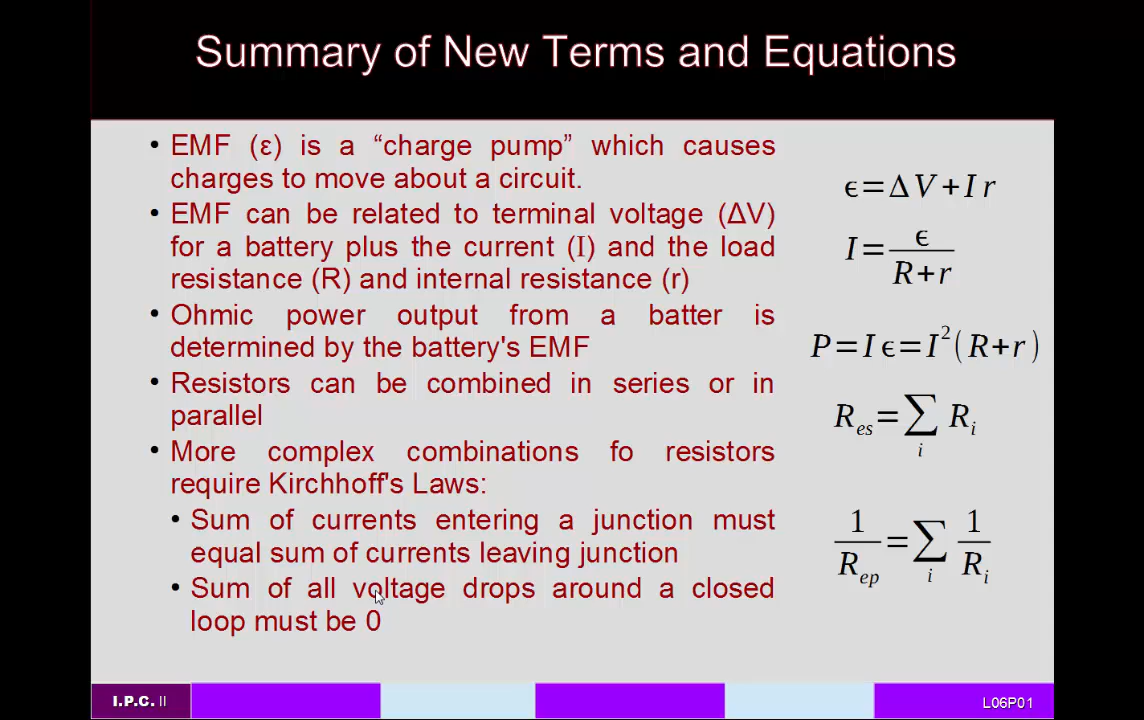 Summary of New Terms and Equations
• EMF (ε) is a “charge pump” which causes
charges to move about a circuit.
• EMF can be related to terminal voltage (ΔV)
for a battery plus the current (I) and the load
resistance (R) and internal resistance (r)
• Ohmic power output from a batter is
determined by the battery's EMF
• Resistors can be combined in series or in
parallel
• More complex combinations fo resistors
require Kirchhoff's Laws:
• Sum of currents entering a junction must
equal sum of currents leaving junction
• Sum of all voltage drops around a closed
loop must be 0
ϵ=ΔV+I r
I=ϵ/(R+r)
P=I ϵ=I²(R+r)
R_es=∑_i R_i
1/R_ep=∑_i 1/R_i
I.P.C. II
L06P01